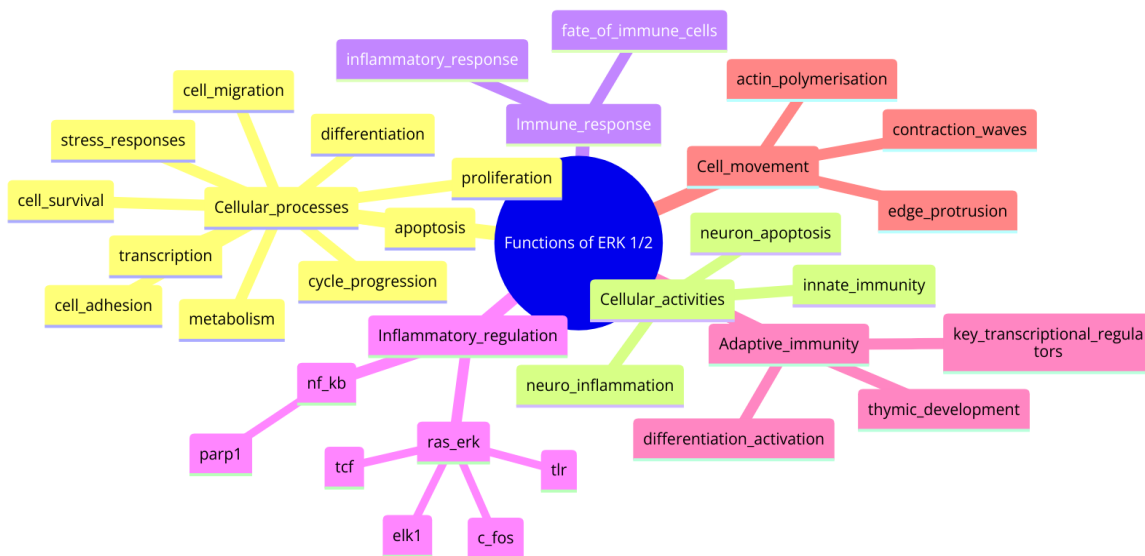 fate_of_immune_cells
inflammatory_response
actin_polymerisation
cell_migration
Immune_response
contraction_waves
stress_responses
differentiation
Cell_movement
proliferation
cell_survival
Cellular_processes
edge_protrusion
apoptosis
neuron_apoptosis
Functions of ERK 1/2
transcription
cycle_progression
innate_immunity
cell_adhesion
Cellular_activities
metabolism
Inflammatory_regulation
Adaptive_immunity
key_transcriptional_regula
tors
nf_kb
neuro_inflammation
thymic_development
differentiation_activation
ras_erk
parp1
tcf
tlr
elk1
c_fos